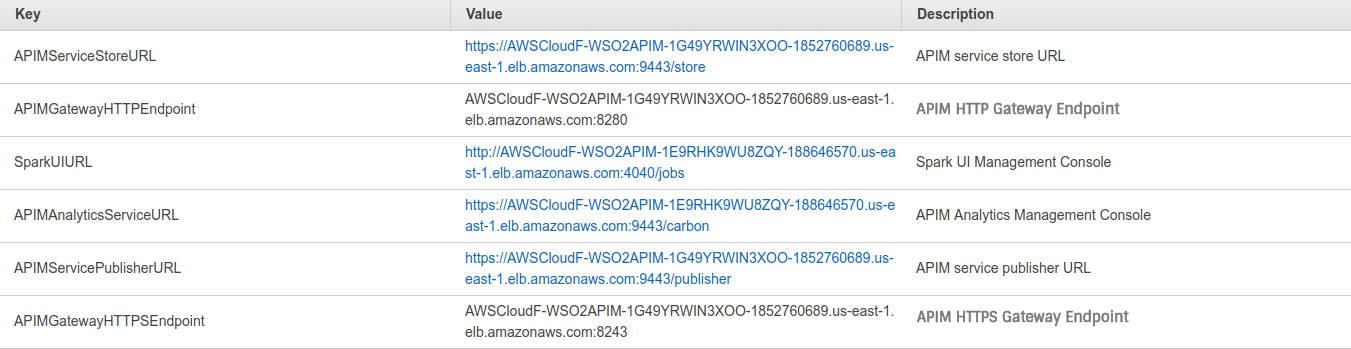 Key Value Description
APIMServiceStoreURL
https://AWSCloudF-WSO2APIM-1G49YRWIN3XOO-1852760689.us-
east-1.elb.amazonaws.com:9443/store
APIM service store URL
APIMGatewayHTTPEndpoint
AWSCloudF-WSO2APIM-1G49YRWIN3XOO-1852760689.us-east-1.
elb.amazonaws.com:8280
APIM HTTP Gateway Endpoint
SparkUIURL
http://AWSCloudF-WSO2APIM-1E9RHK9WU8ZQY-188646570.us-ea
st-1.elb.amazonaws.com:4040/jobs
Spark UI Management Console
APIMAnalyticsServiceURL
https://AWSCloudF-WSO2APIM-1E9RHK9WU8ZQY-188646570.us-e
ast-1.elb.amazonaws.com:9443/carbon
APIM Analytics Management Console
APIMServicePublisherURL
https://AWSCloudF-WSO2APIM-1G49YRWIN3XOO-1852760689.us-
east-1.elb.amazonaws.com:9443/publisher
APIM service publisher URL
APIMGatewayHTTPSEndpoint
AWSCloudF-WSO2APIM-1G49YRWIN3XOO-1852760689.us-east-1.
elb.amazonaws.com:8243
APIM HTTPS Gateway Endpoint